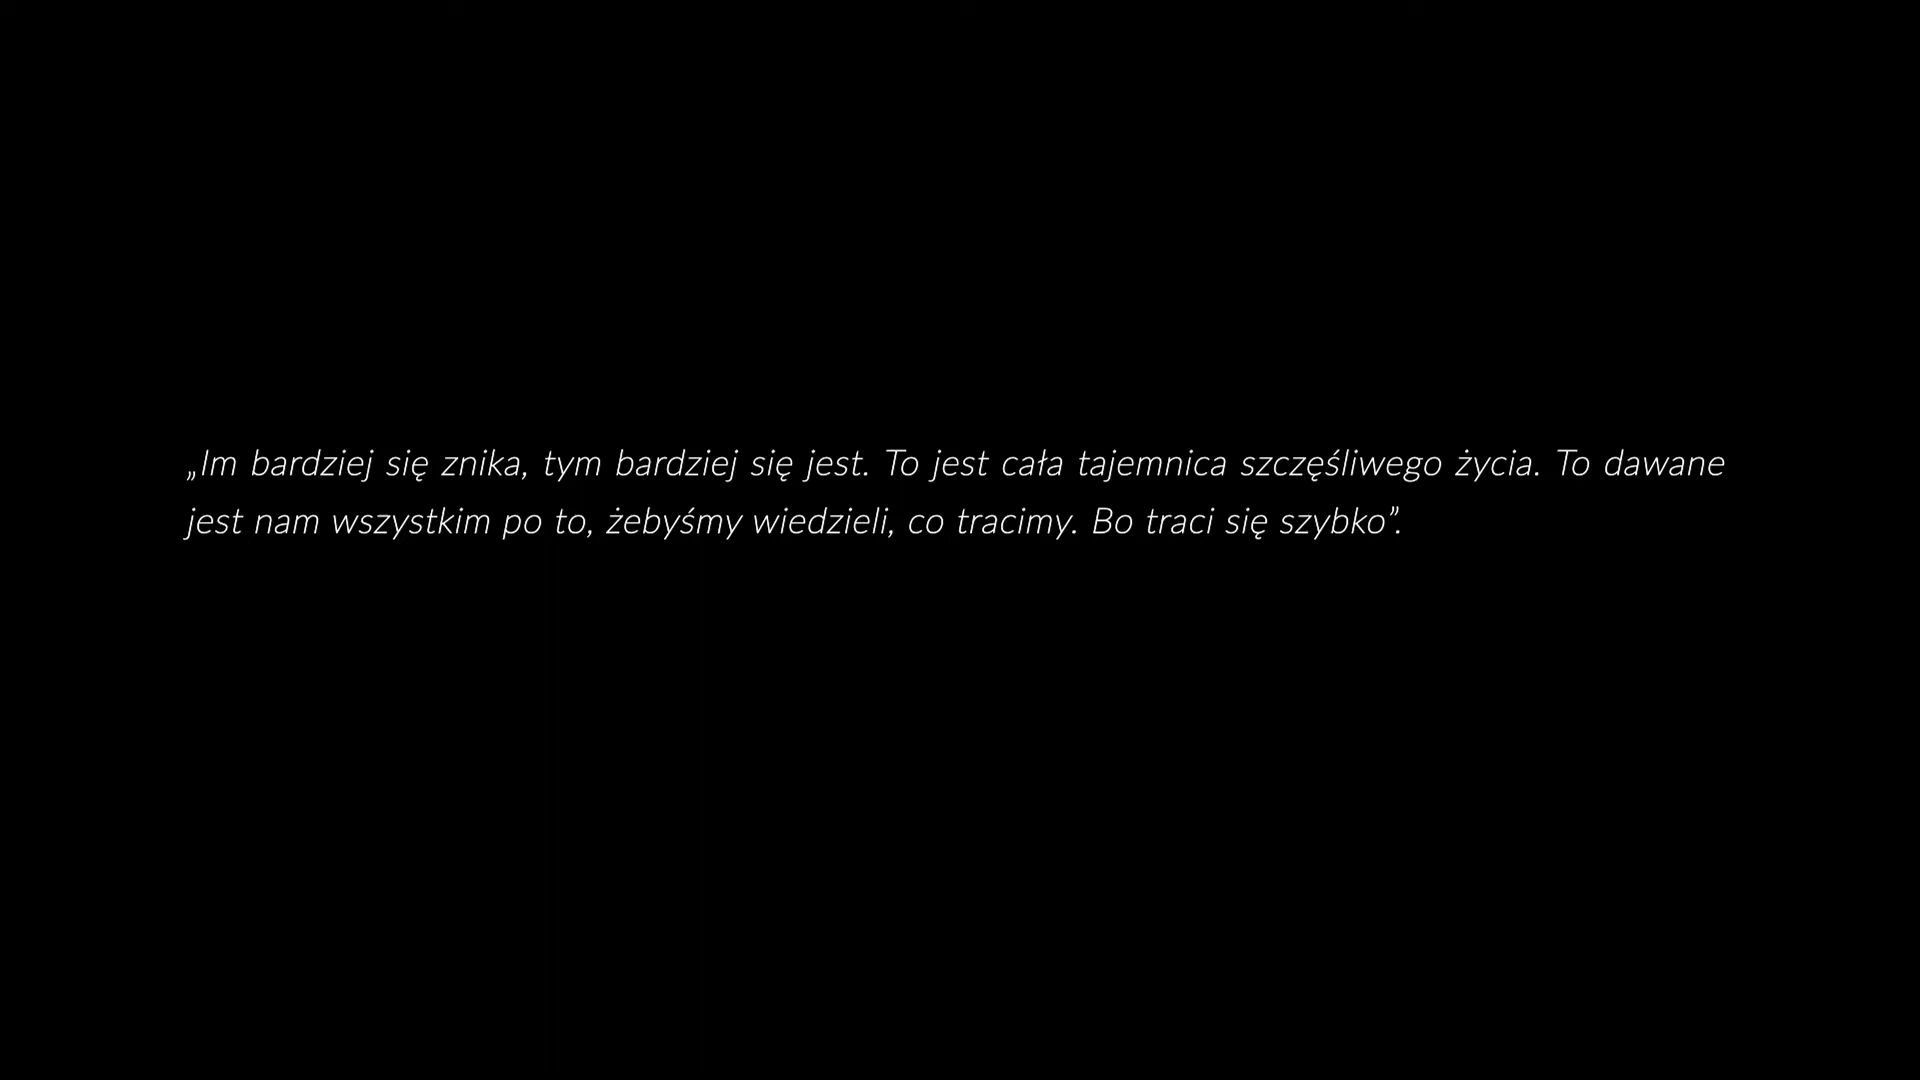 „Im bardziej się znika, tym bardziej się jest. To jest cała tajemnica szczęśliwego życia. To dawane
jest nam wszystkim po to, żebyśmy wiedzieli, co tracimy. Bo traci się szybko”.